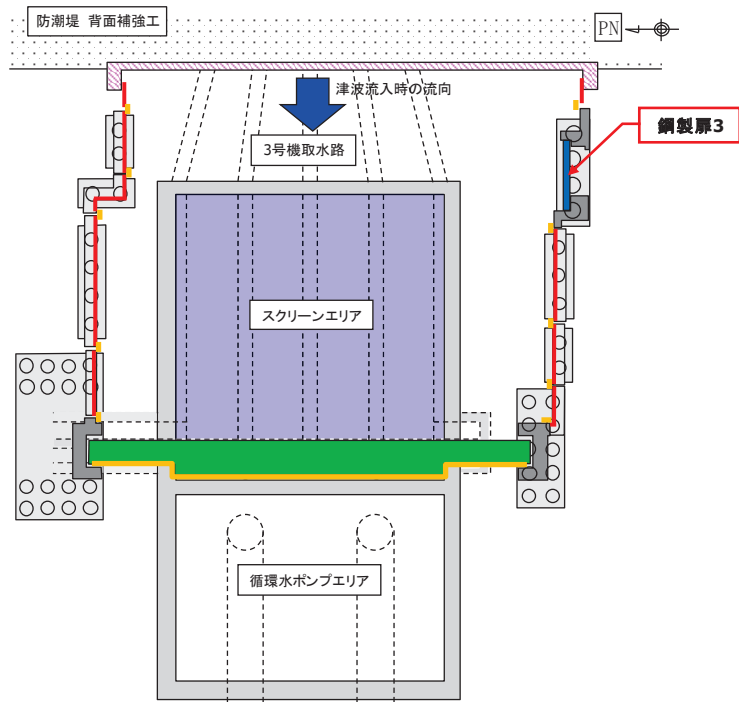 防潮堤 背面補強工
PN
津波流入時の流向
3号機取水路
鋼製扉3
スクリーンエリア
循環水ポンプエリア